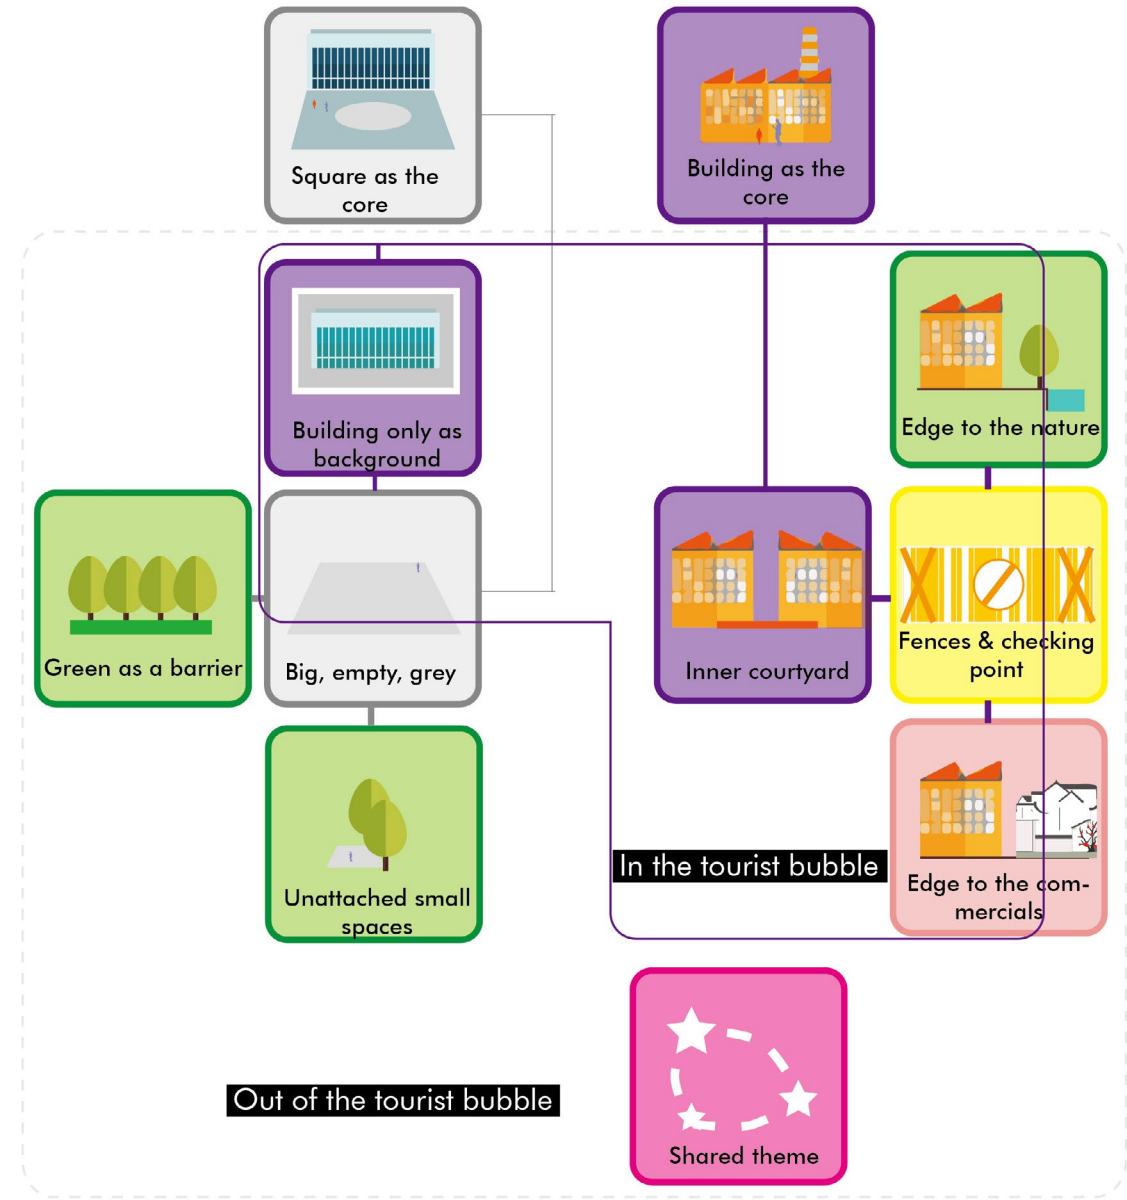 Square as the
core
Building as the
core
Building only as
background
Edge to the nature
Green as a barrier
Big, empty, grey
Inner courtyard
Fences & checking
point
Unattached small
spaces
In the tourist bubble
Edge to the com-
mercials
Out of the tourist bubble
Shared theme